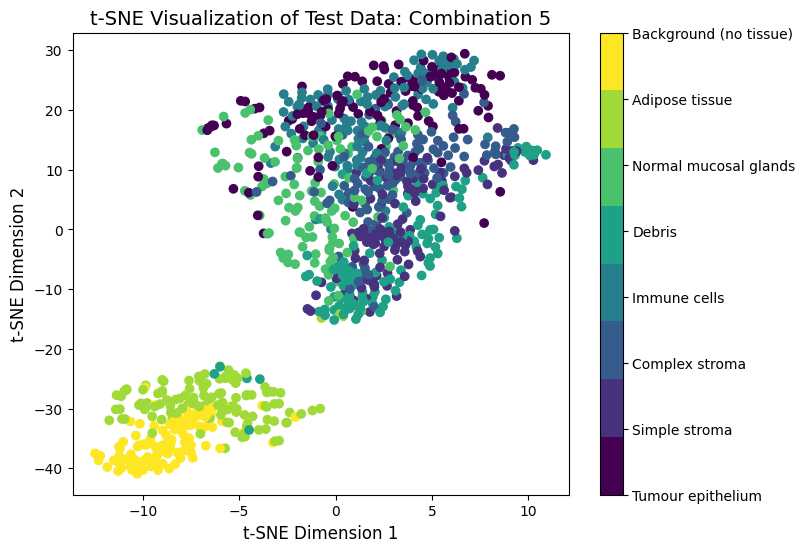 t-SNE Visualization of Test Data: Combination 5
30
20
10
0
−10
−20
−30
−40
t-SNE Dimension 2
−10
−5
0
5
10
t-SNE Dimension 1
Background (no tissue)
Adipose tissue
Normal mucosal glands
Debris
Immune cells
Complex stroma
Simple stroma
Tumour epithelium